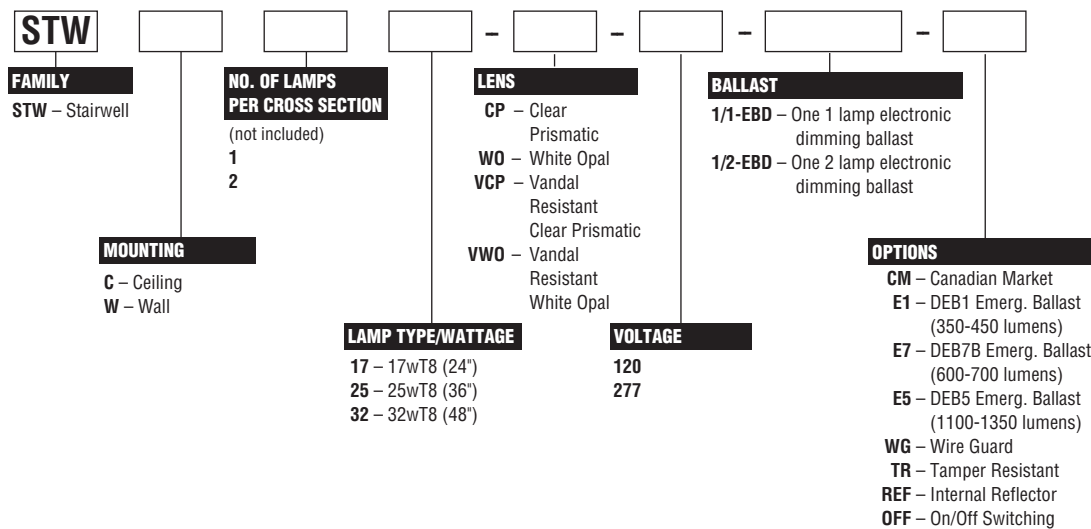 STW – – – –
FAMILY
STW – Stairwell
MOUNTING
C – Ceiling
W – Wall
NO. OF LAMPS
PER CROSS SECTION
(not included)
1
2
LAMP TYPE/WATTAGE
17 – 17wT8 (24")
25 – 25wT8 (36")
32 – 32wT8 (48")
LENS
CP – Clear
Prismatic
WO – White Opal
VCP – Vandal
Resistant
Clear Prismatic
VWO – Vandal
Resistant
White Opal
VOLTAGE
120
277
BALLAST
1/1-EBD – One 1 lamp electronic
dimming ballast
1/2-EBD – One 2 lamp electronic
dimming ballast
OPTIONS
CM – Canadian Market
E1 – DEB1 Emerg. Ballast
(350-450 lumens)
E7 – DEB7B Emerg. Ballast
(600-700 lumens)
E5 – DEB5 Emerg. Ballast
(1100-1350 lumens)
WG – Wire Guard
TR – Tamper Resistant
REF – Internal Reflector
OFF – On/Off Switching